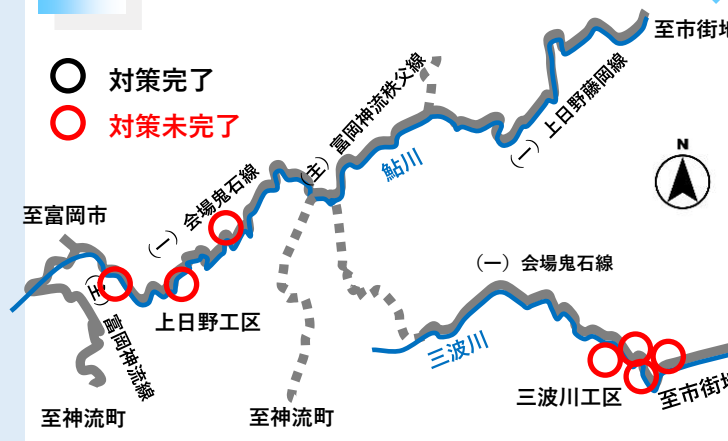 至市街地
対策完了
対策未完了
(主)富岡神流秩父線
(一)上日野藤岡線
鮎川
N
(一)会場鬼石線
至富岡市
(一)会場鬼石線
(主)富岡神流線
上日野工区
三波川
三波川工区
至市街地
至神流町
至神流町